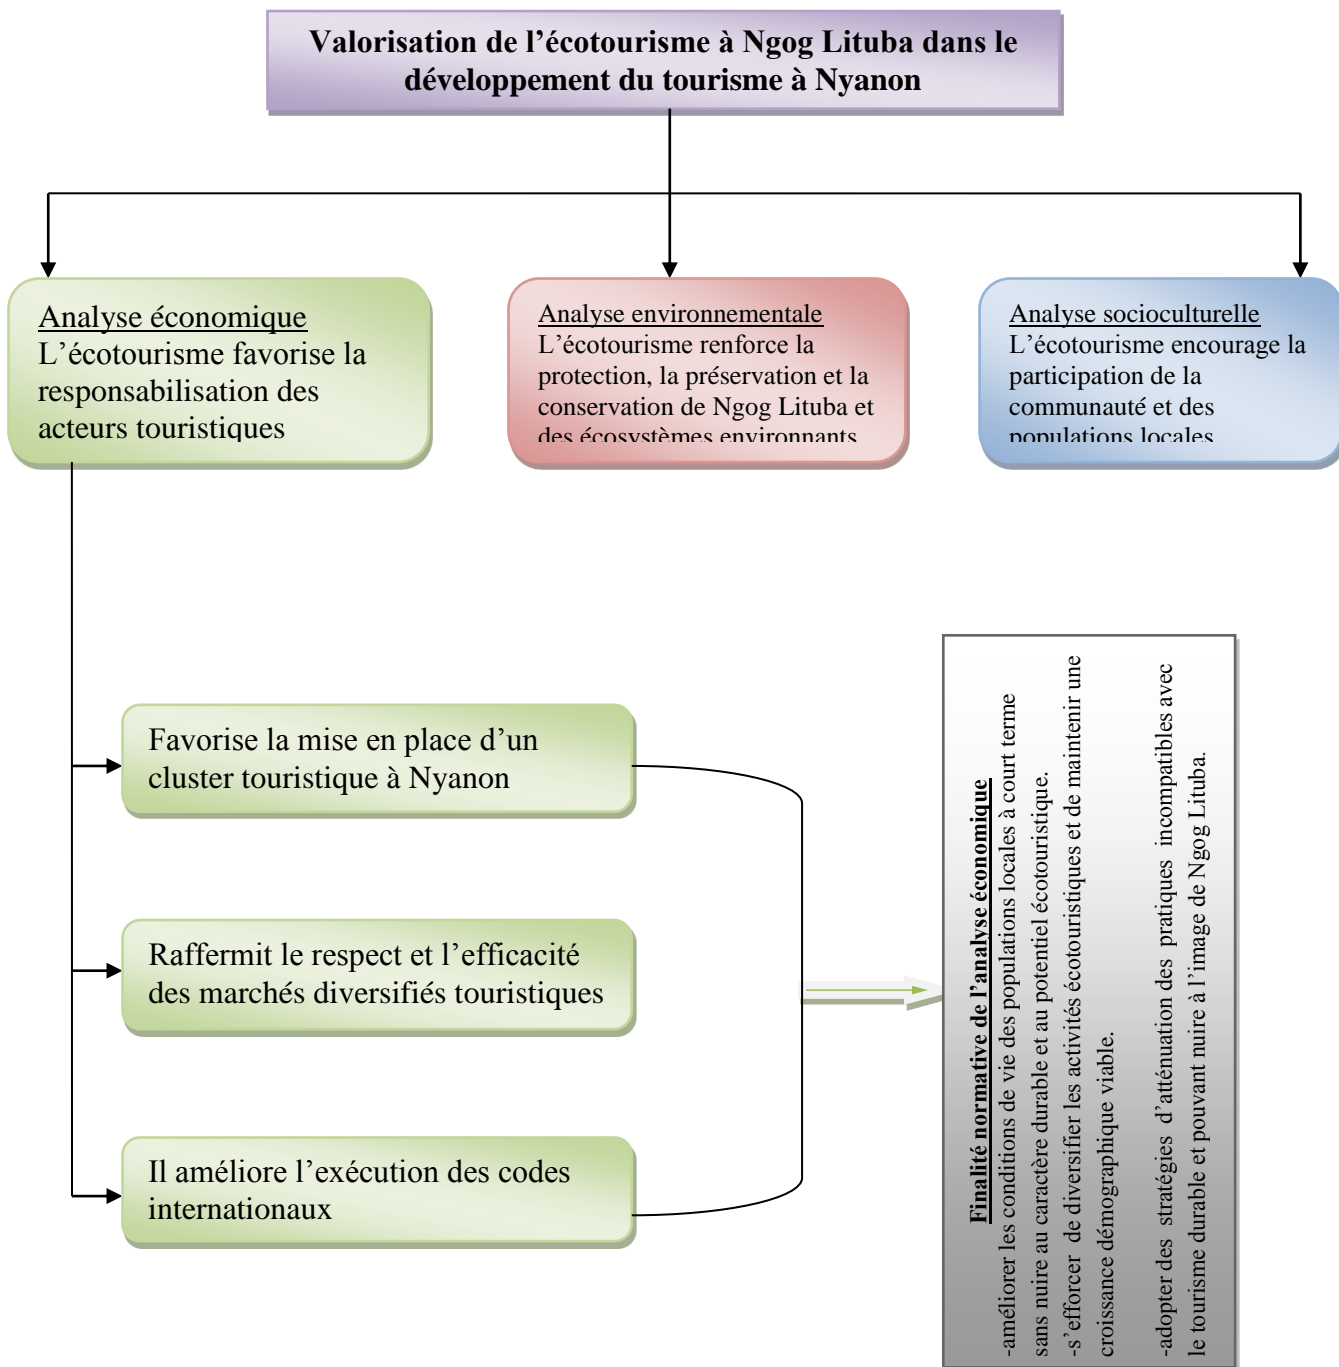 Valorisation de l’écotourisme à Ngog Lituba dans le
développement du tourisme à Nyanon
Analyse économique
L’écotourisme favorise la
responsabilisation des
acteurs touristiques
Analyse environnementale
L’écotourisme renforce la
protection, la préservation et la
conservation de Ngog Lituba et
des écosystèmes environnants
Analyse socioculturelle
L’écotourisme encourage la
participation de la
communauté et des
populations locales
Favorise la mise en place d’un
cluster touristique à Nyanon
Raffermit le respect et l’efficacité
des marchés diversifiés touristiques
Il améliore l’exécution des codes
internationaux
Finalité normative de l’analyse économique
-améliorer les conditions de vie des populations locales à court terme
sans nuire au caractère durable et au potentiel écotouristique.
-s’efforcer de diversifier les activités écotouristiques et de maintenir une
croissance démographique viable.
-adopter des stratégies d’atténuation des pratiques incompatibles avec
le tourisme durable et pouvant nuire à l’image de Ngog Lituba.